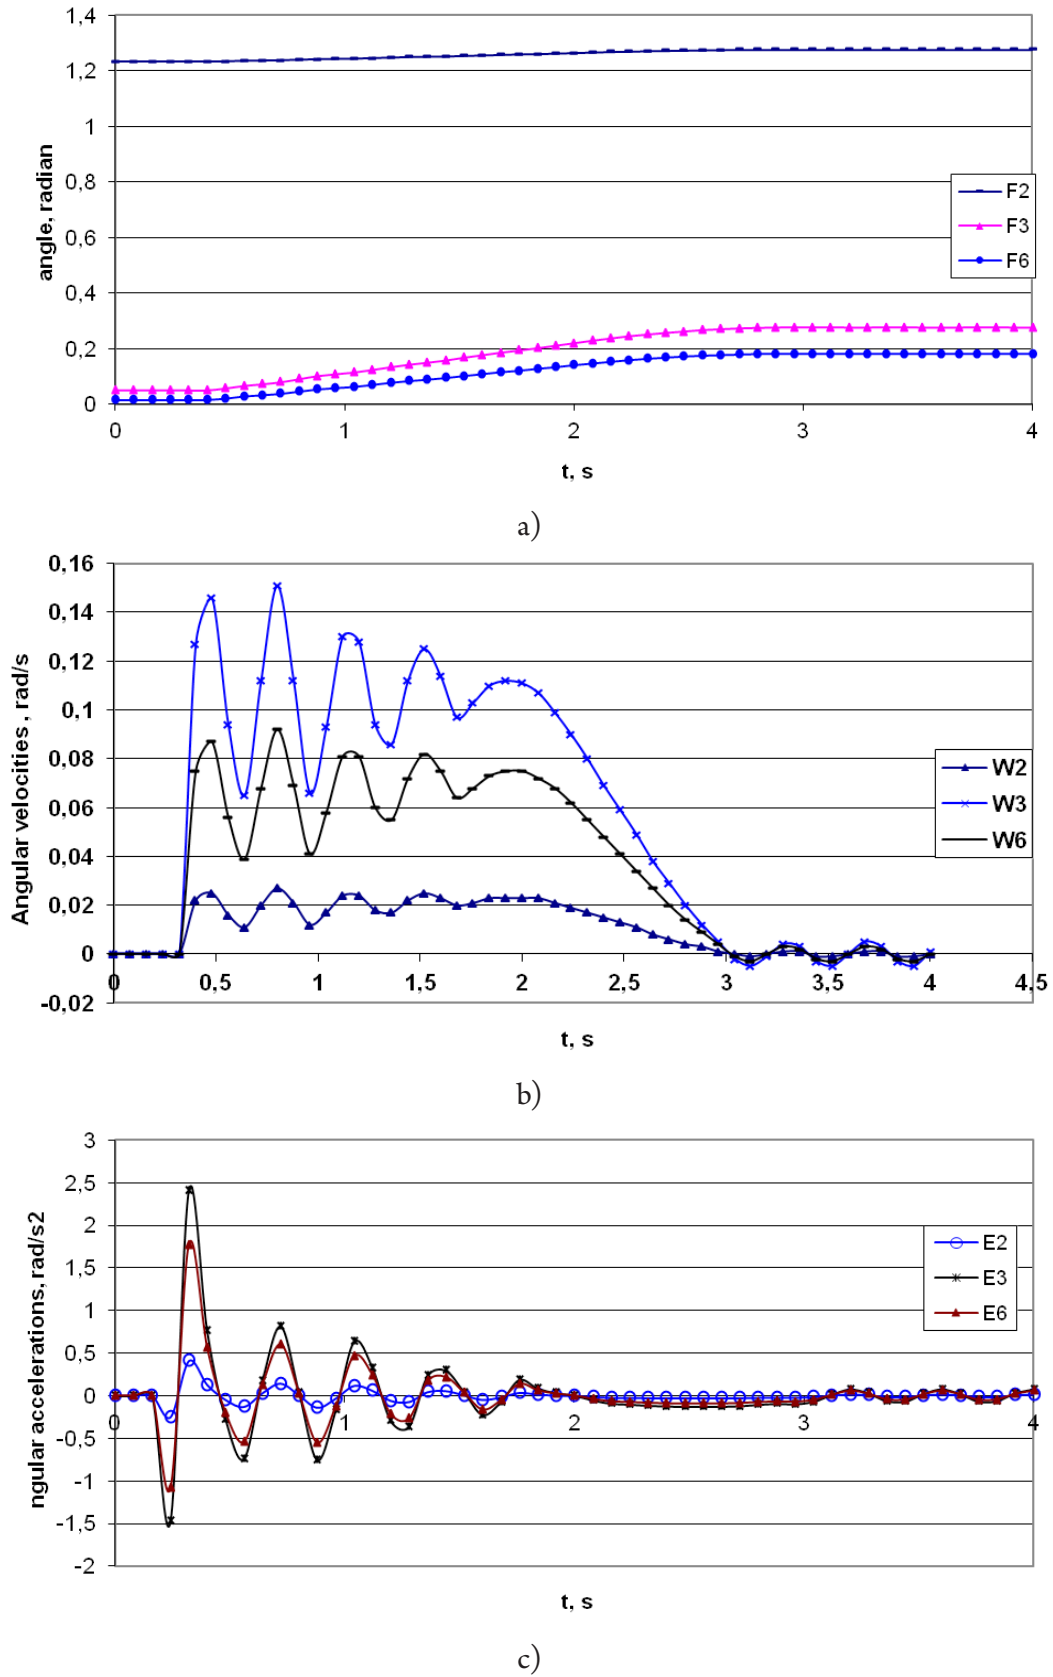 1,4
1,2
1
0,8
0,6
0,4
0,2
0
angle, radian
F2
F3
F6
0 1 2 3 4
t, s
a)
0,16
0,14
0,12
0,1
0,08
0,06
0,04
0,02
0
-0,02
Angular velocities , rad/s
W2
W3
W6
0 0,5 1 1,5 2 2,5 3 3,5 4 4,5
t, s
b)
3
2,5
2
1,5
1
0,5
0
-0,5
-1
-1,5
-2
ngular accelerations, rad/s2
E2
E3
E6
0 1 2 3 4
t, s
c)